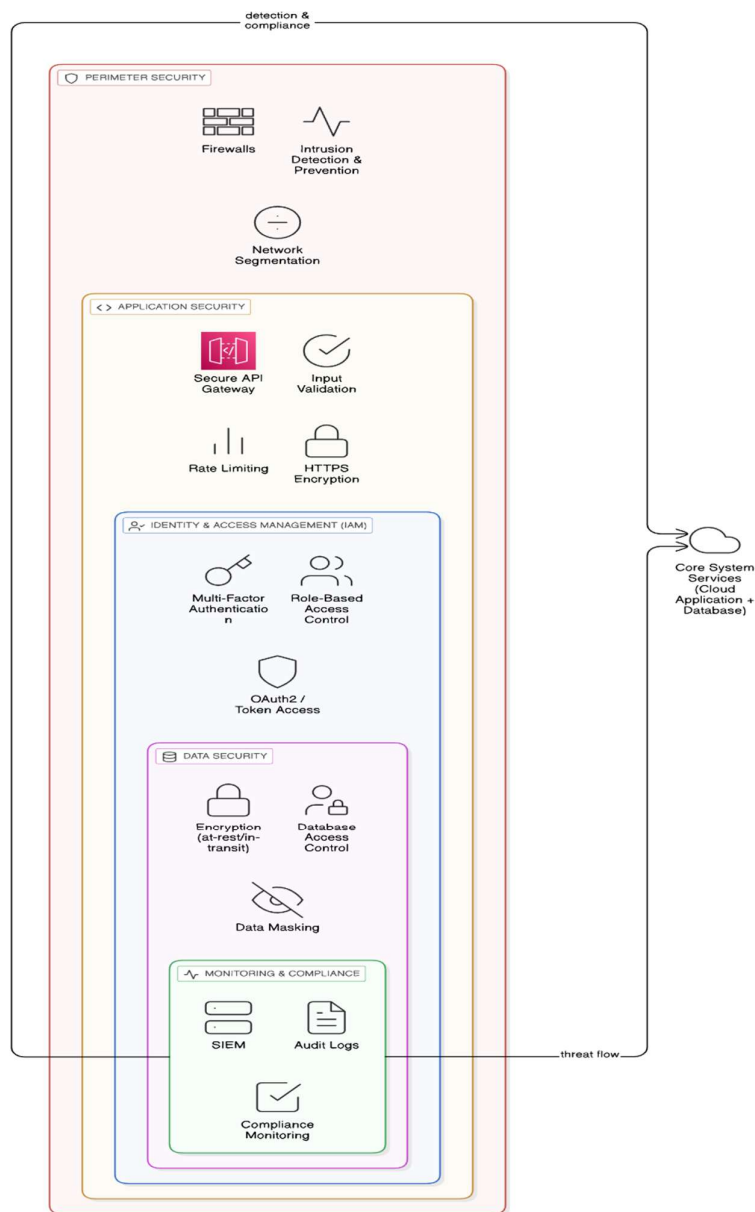 detection &
compliance
PERIMETER SECURITY
Firewalls
Intrusion
Detection &
Prevention
Network
Segmentation
APPLICATION SECURITY
Secure API
Gateway
Input
Validation
Rate Limiting
HTTPS
Encryption
IDENTITY & ACCESS MANAGEMENT (IAM)
Multi-Factor
Authenticatio
n
Role-Based
Access
Control
OAuth2 /
Token Access
Core System
Services
(Cloud
Application +
Database)
DATA SECURITY
Encryption
(at-rest/in-
transit)
Database
Access
Control
Data Masking
MONITORING & COMPLIANCE
SIEM
Audit Logs
threat flow
Compliance
Monitoring